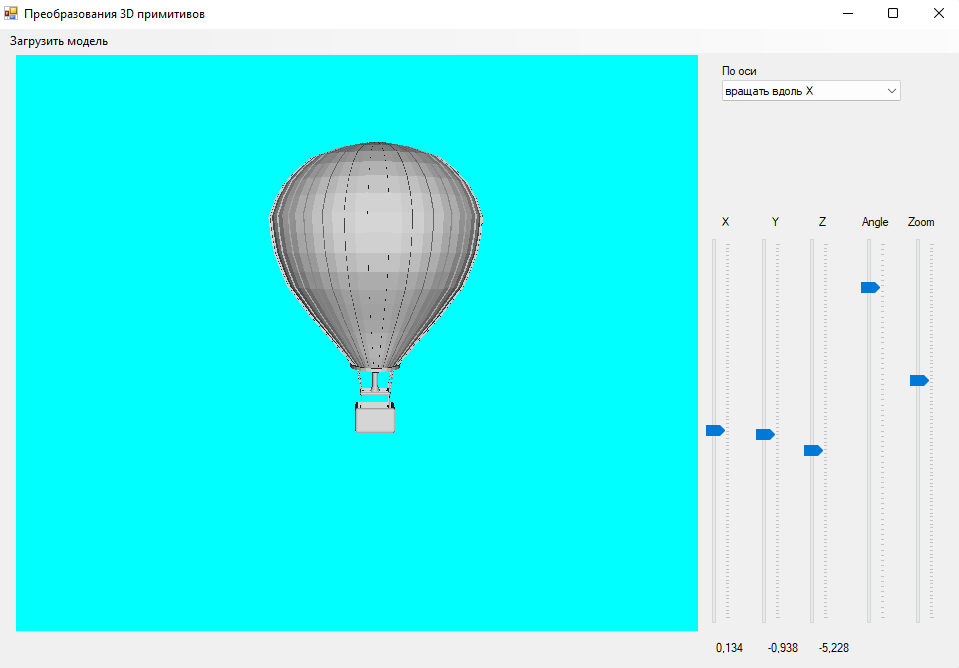 Преобразования 3D примитивов
Загрузить модель
По оси
вращать вдоль X
X Y Z Angle Zoom
0,134 -0,938 -5,228